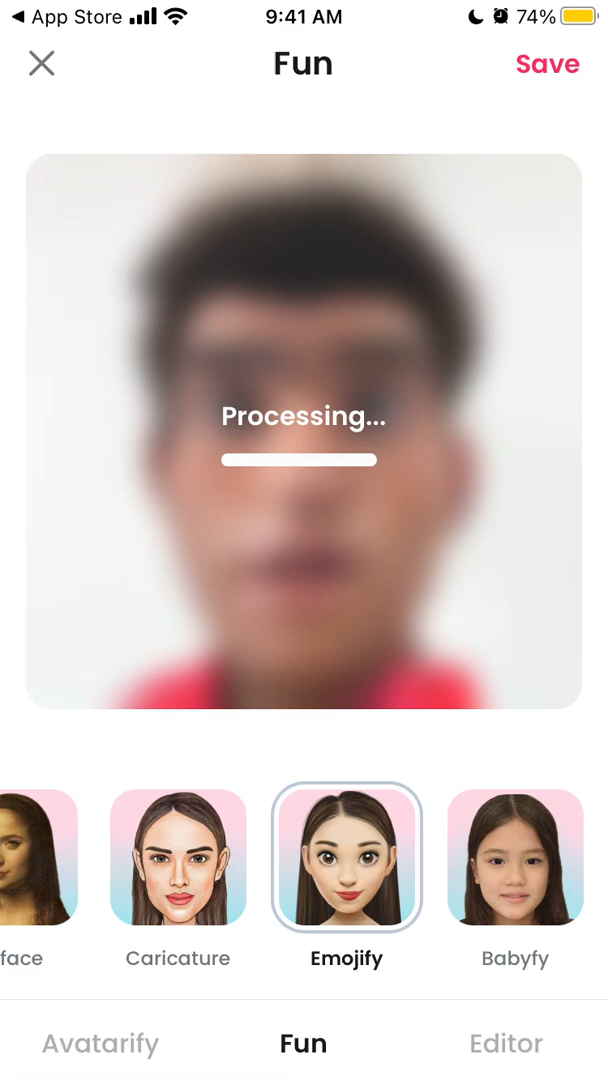 App Store 9:41 AM 74%
Fun Save
Processing...
face Caricature Emojify Babyfy
Avatarify Fun Editor